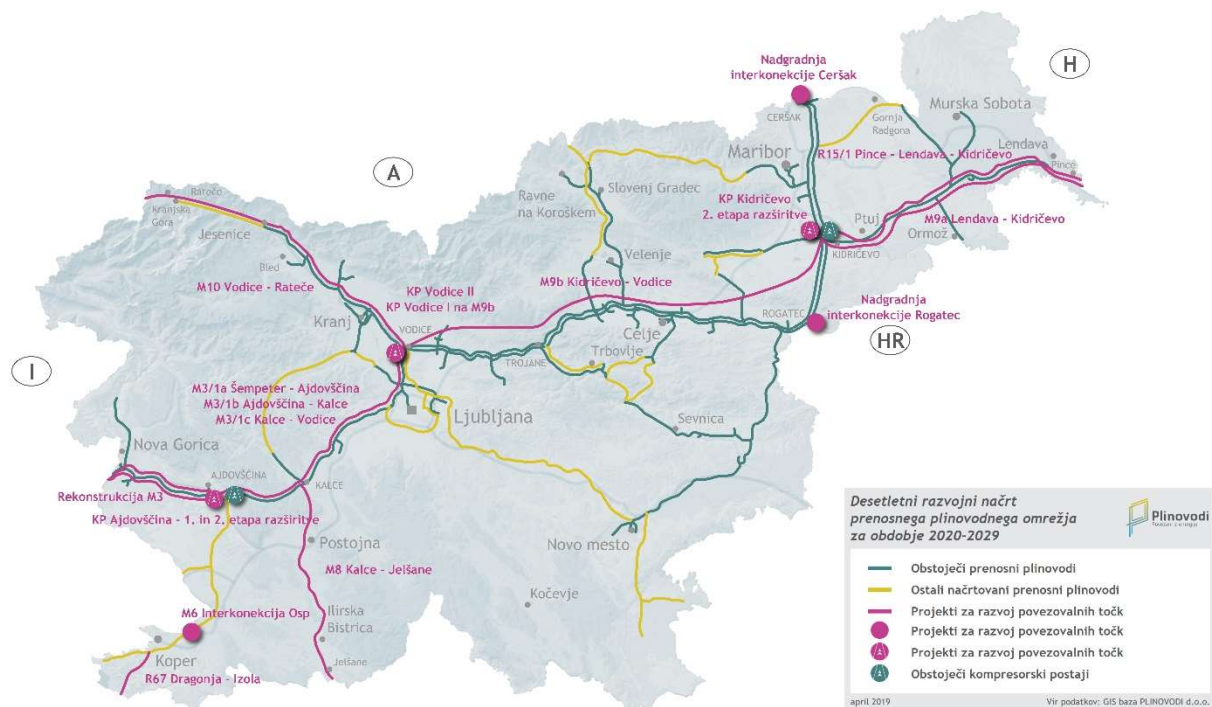 Nadgradnja
interkonekcije Ceršak
H
CERŠAK
Gornja
Radgona
Murska Sobota
A
Maribor
R15/1 Pince - Lendava - Kidričevo
Lendava
Pince
Rateče
Kranjska
Gora
Jesenice
Ravne
na Koroškem
Slovenj Gradec
KP Kidričevo
2. etapa razširitve
Ptuj
M9a Lendava - Kidričevo
Ormož
KIDRIČEVO
Bled
Velenje
M10 Vodice - Rateče
M9b Kidričevo - Vodice
KP Vodice II
KP Vodice I na M9b
Nadgradnja
interkonekcije Rogatec
Kranj
VODICE
Celje
ROGATEC
HR
TROJANE
Trbovlje
I
M3/1a Šempeter - Ajdovščina
M3/1b Ajdovščina - Kalce
M3/1c Kalce - Vodice
Ljubljana
Sevnica
Nova Gorica
AJDOVŠČINA
KALCE
Rekonstrukcija M3
KP Ajdovščina - 1. in 2. etapa razširitve
Postojna
Novo mesto
M8 Kalce - Jelšane
Kočevje
M6 Interkonekcija Osp
Ilirska
Bistrica
Koper
Jelšane
R67 Dragonja - Izola
Desetletni razvojni načrt
prenosnega plinovodnega omrežja
za obdobje 2020-2029
Plinovodi
Obstoječi prenosni plinovodi
Ostali načrtovani prenosni plinovodi
Projekti za razvoj povezovalnih točk
Projekti za razvoj povezovalnih točk
Projekti za razvoj povezovalnih točk
Obstoječi kompresorski postaji
april 2019
Vir podatkov: GIS baza PLINOVODI d.o.o.